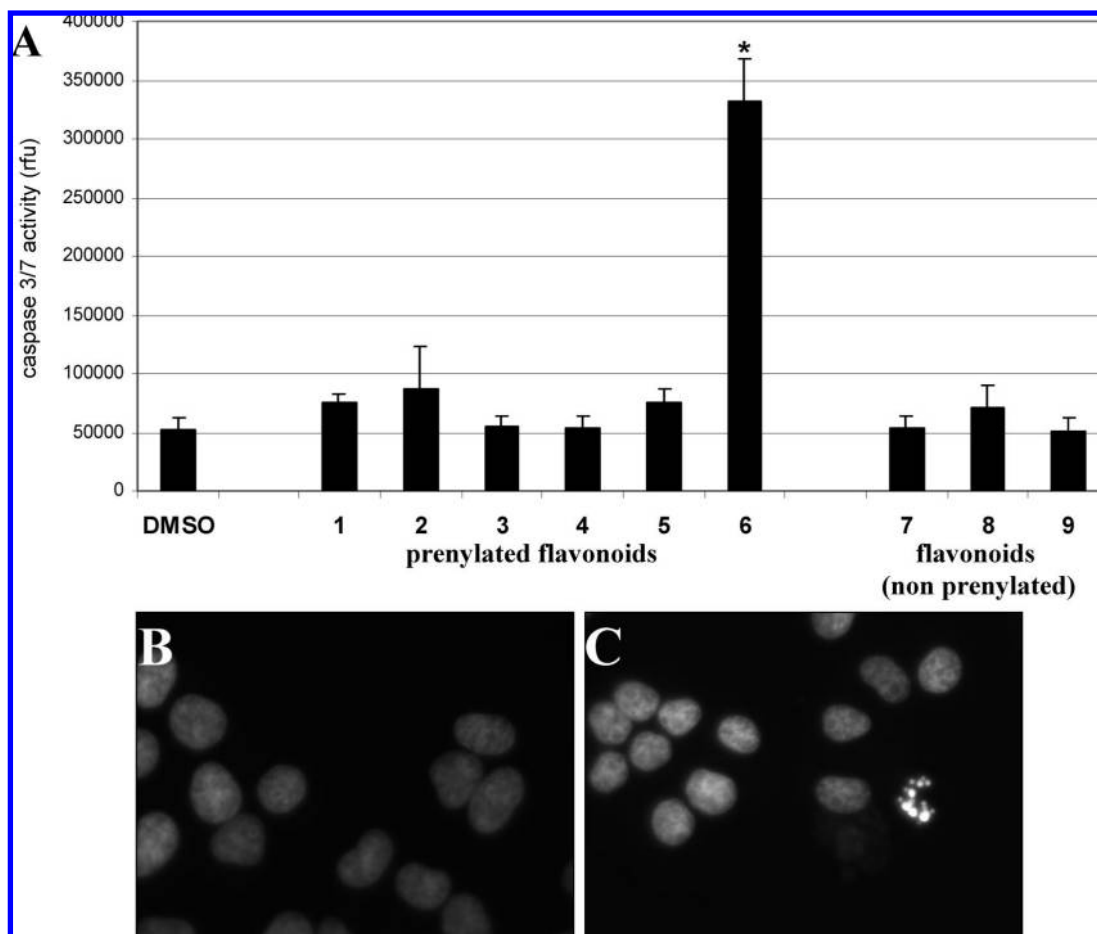 A
400000
350000
300000
250000
200000
150000
100000
50000
0
caspase 3/7 activity (rfu)
*
DMSO 1 2 3 4 5 6 7 8 9
prenylated flavonoids flavonoids
(non prenylated)
B C